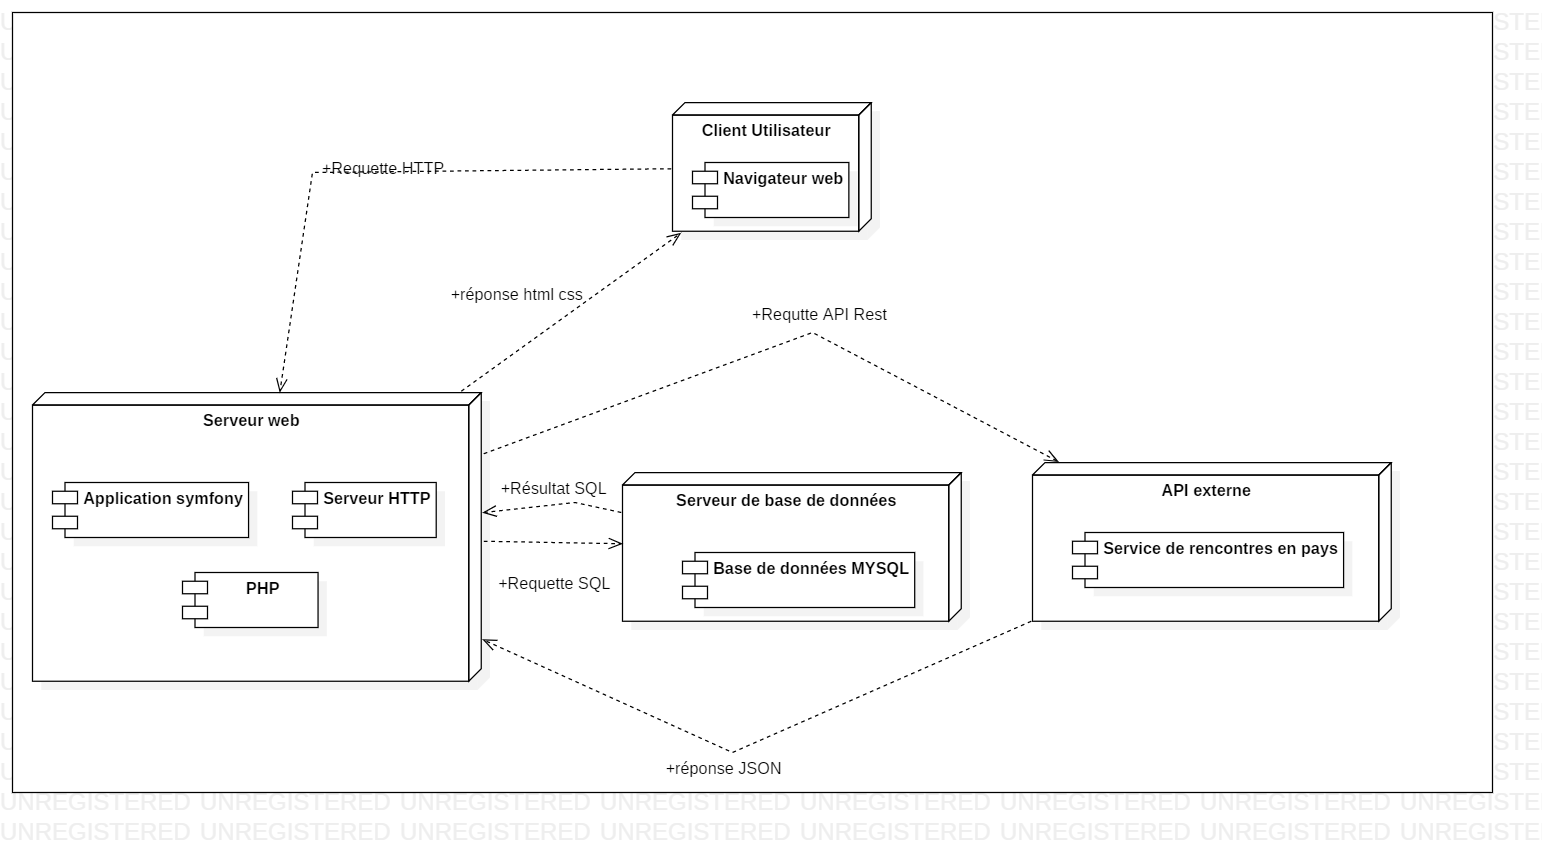 Client Utilisateur
+Requette HTTP
Navigateur web
+réponse html css
+Requtte API Rest
Serveur web
+Résultat SQL
Serveur de base de données
API externe
Application symfony
Serveur HTTP
Service de rencontres en pays
Base de données MYSQL
+Requette SQL
PHP
+réponse JSON
UNREGISTERED UNREGISTERED UNREGISTERED UNREGISTERED UNREGISTERED UNREGISTERED UNREGISTERED UNREGISTE
UNREGISTERED UNREGISTERED UNREGISTERED UNREGISTERED UNREGISTERED UNREGISTERED UNREGISTERED UNREGISTE